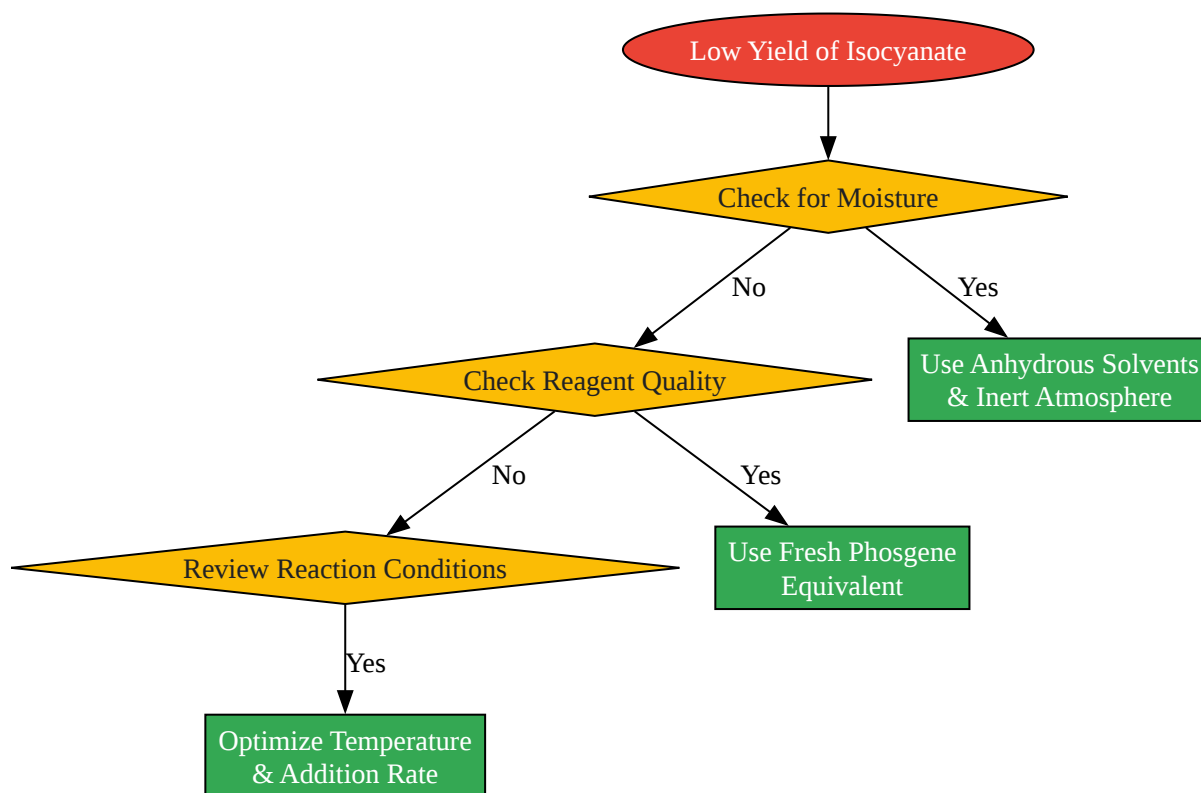 Low Yield of Isocyanate
Check for Moisture
No
Yes
Use Anhydrous Solvents
& Inert Atmosphere
Check Reagent Quality
No
Yes
Use Fresh Phosgene
Equivalent
Review Reaction Conditions
Yes
Optimize Temperature
& Addition Rate